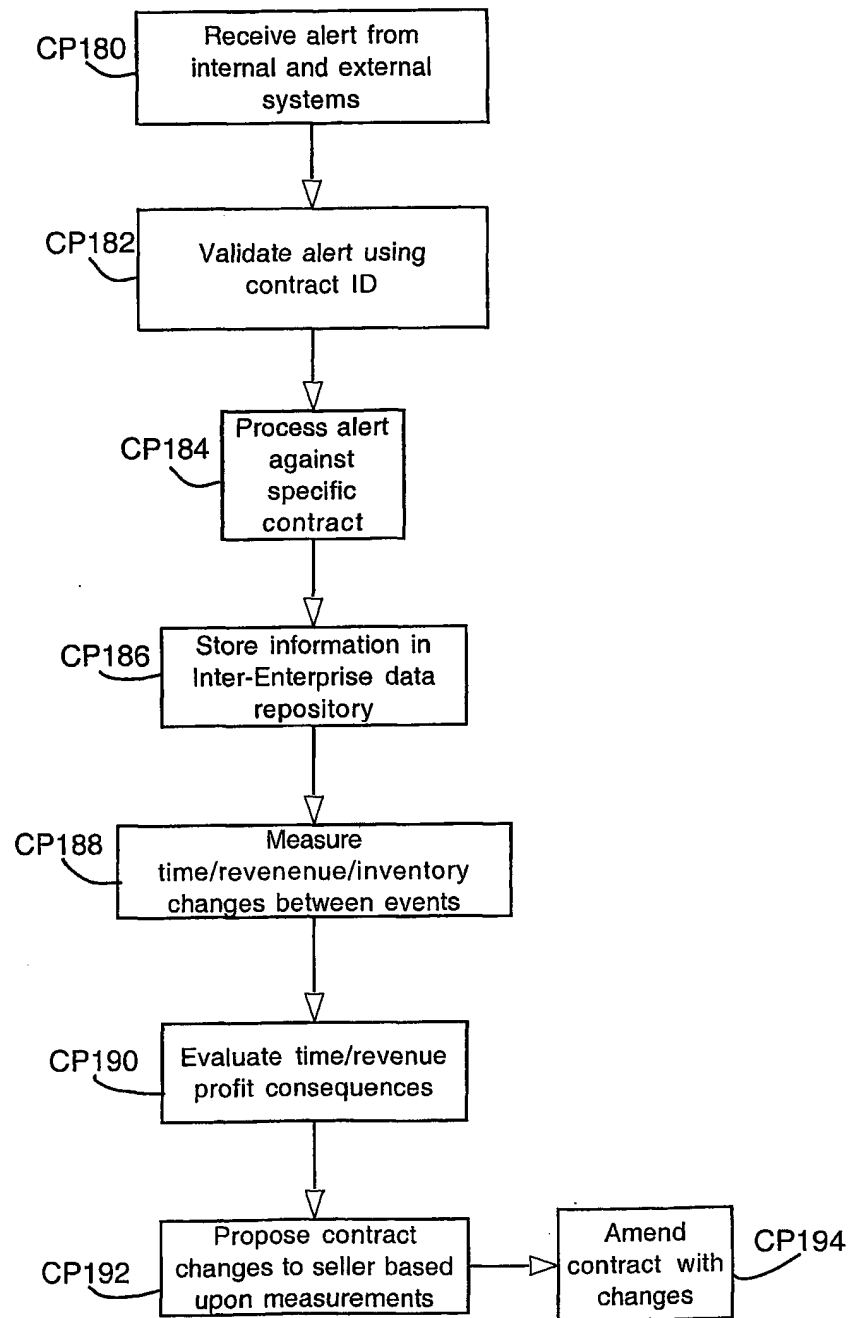 CP180
Receive alert from
internal and external
systems
CP182
Validate alert using
contract ID
CP184
Process alert
against
specific
contract
CP186
Store information in
Inter-Enterprise data
repository
CP188
Measure
time/revenenue/inventory
changes between events
CP190
Evaluate time/revenue
profit consequences
CP192
Propose contract
changes to seller based
upon measurements
Amend
contract with
changes
CP194